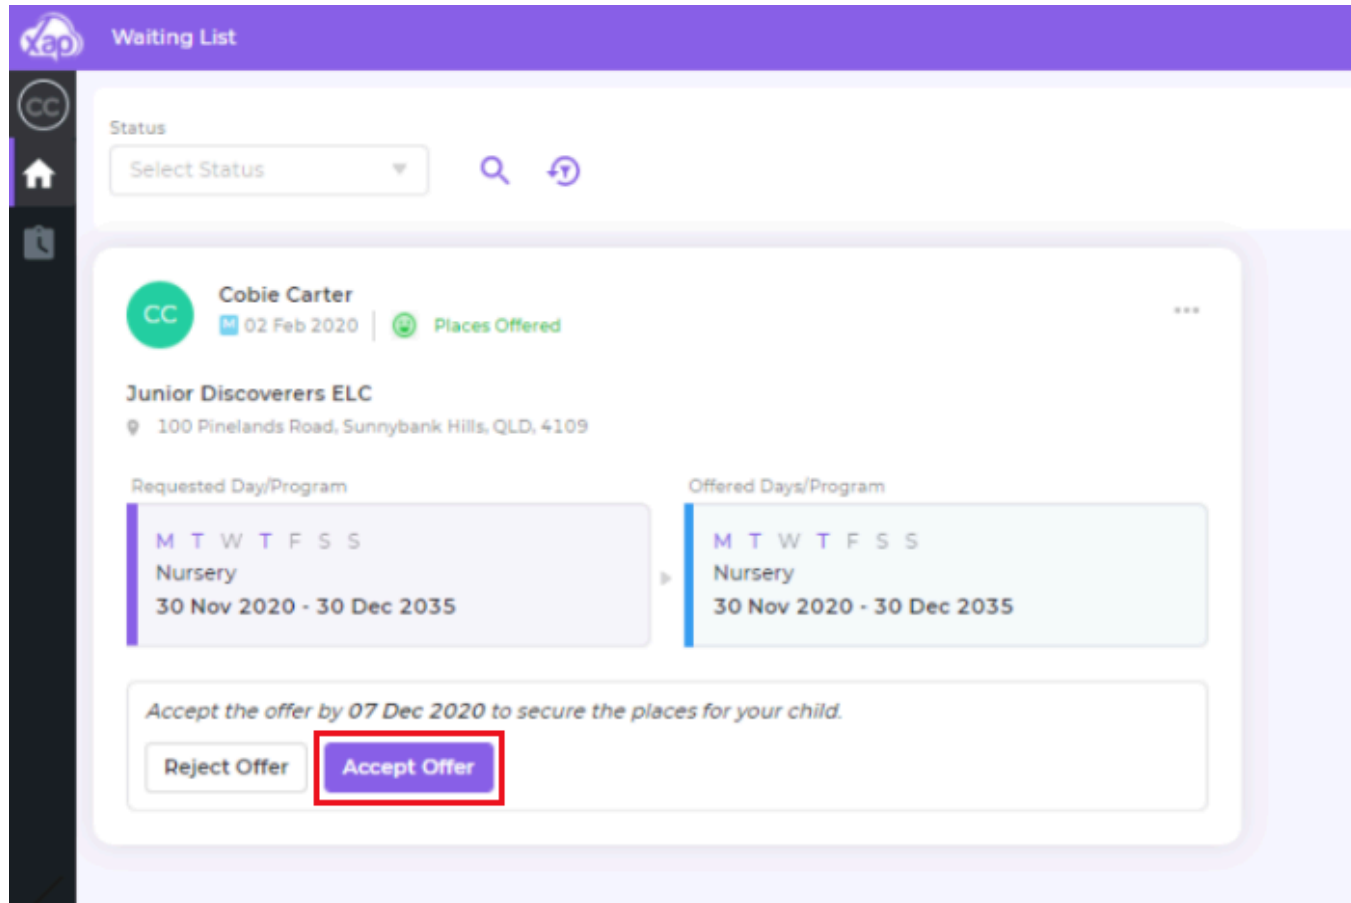 xap
Waiting List
CC
Status
Select Status
CC
Cobie Carter
M 02 Feb 2020
Places Offered
Junior Discoverers ELC
100 Pinelands Road, Sunnybank Hills, QLD, 4109
Requested Day/Program
M T W T F S S
Nursery
30 Nov 2020 - 30 Dec 2035
Offered Days/Program
M T W T F S S
Nursery
30 Nov 2020 - 30 Dec 2035
Accept the offer by 07 Dec 2020 to secure the places for your child.
Reject Offer
Accept Offer